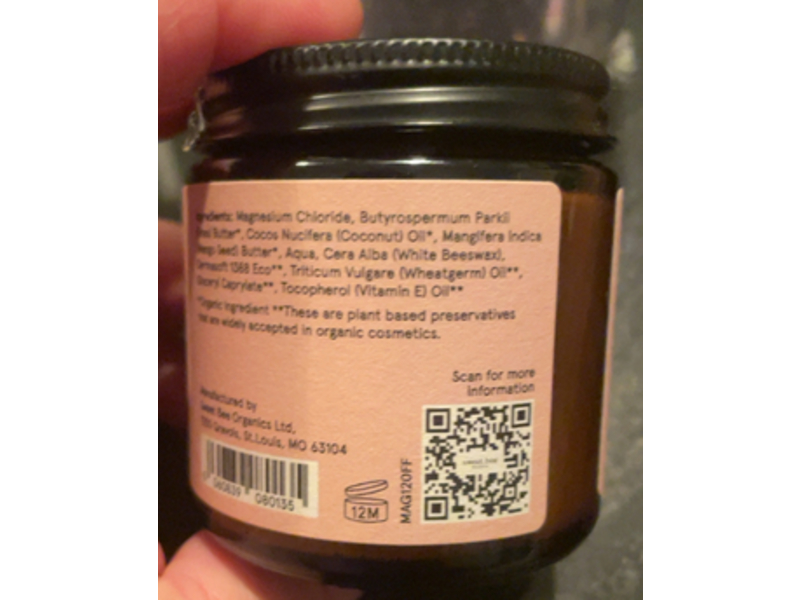 Ingredients: Magnesium Chloride, Butyrospermum Parkii
(Shea) Butter*, Cocos Nucifera (Coconut) Oil*, Mangifera Indica
(Mango Seed) Butter*, Aqua, Cera Alba (White Beeswax),
Dermosoft 1388 Eco**, Triticum Vulgare (Wheatgerm) Oil**,
Glyceryl Caprylate**, Tocopherol (Vitamin E) Oil**
*Organic Ingredient **These are plant based preservatives
that are widely accepted in organic cosmetics.
Scan for more
Information
Manufactured by
Sweet Bee Organics Ltd,
Gravois, St.Louis, MO 63104
080135
12M
MAG120FF